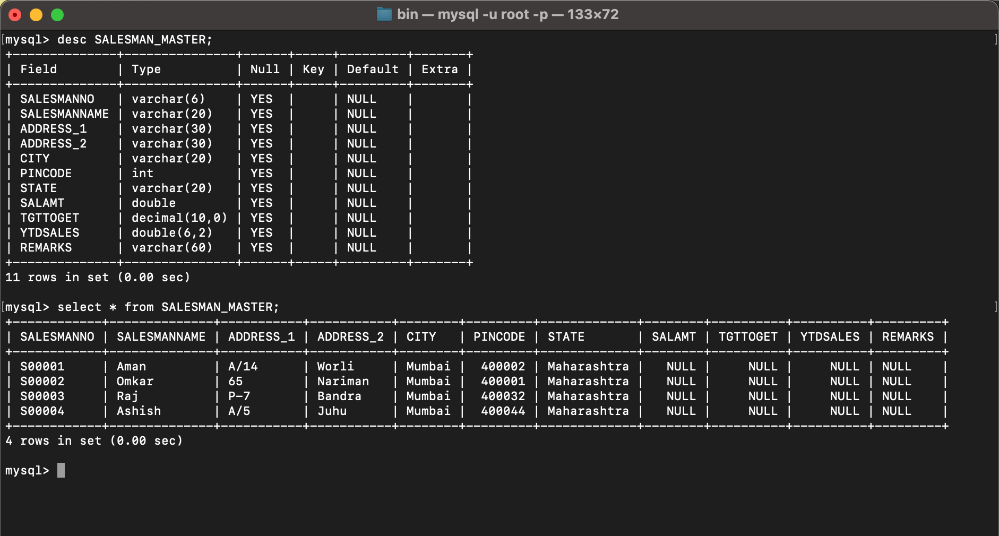 bin — mysql -u root -p — 133×72
[mysql> desc SALESMAN_MASTER; ]
+--------------+----------------+------+-----+---------+-------+
| Field        | Type           | Null | Key | Default | Extra |
+--------------+----------------+------+-----+---------+-------+
| SALESMANNO   | varchar(6)     | YES  |     | NULL    |       |
| SALESMANNAME | varchar(20)    | YES  |     | NULL    |       |
| ADDRESS_1    | varchar(30)    | YES  |     | NULL    |       |
| ADDRESS_2    | varchar(30)    | YES  |     | NULL    |       |
| CITY         | varchar(20)    | YES  |     | NULL    |       |
| PINCODE      | int            | YES  |     | NULL    |       |
| STATE        | varchar(20)    | YES  |     | NULL    |       |
| SALAMT       | double         | YES  |     | NULL    |       |
| TGTTOGET     | decimal(10,0)  | YES  |     | NULL    |       |
| YTDSALES     | double(6,2)    | YES  |     | NULL    |       |
| REMARKS      | varchar(60)    | YES  |     | NULL    |       |
+--------------+----------------+------+-----+---------+-------+
11 rows in set (0.00 sec)
[mysql> select * from SALESMAN_MASTER; ]
+------------+--------------+-----------+-----------+--------+---------+-------------+--------+----------+----------+---------+
| SALESMANNO | SALESMANNAME | ADDRESS_1 | ADDRESS_2 | CITY   | PINCODE | STATE       | SALAMT | TGTTOGET | YTDSALES | REMARKS |
+------------+--------------+-----------+-----------+--------+---------+-------------+--------+----------+----------+---------+
| S00001     | Aman         | A/14      | Worli     | Mumbai |  400002 | Maharashtra |   NULL |     NULL |     NULL | NULL    |
| S00002     | Omkar        | 65        | Nariman   | Mumbai |  400001 | Maharashtra |   NULL |     NULL |     NULL | NULL    |
| S00003     | Raj          | P-7       | Bandra    | Mumbai |  400032 | Maharashtra |   NULL |     NULL |     NULL | NULL    |
| S00004     | Ashish       | A/5       | Juhu      | Mumbai |  400044 | Maharashtra |   NULL |     NULL |     NULL | NULL    |
+------------+--------------+-----------+-----------+--------+---------+-------------+--------+----------+----------+---------+
4 rows in set (0.00 sec)
mysql>